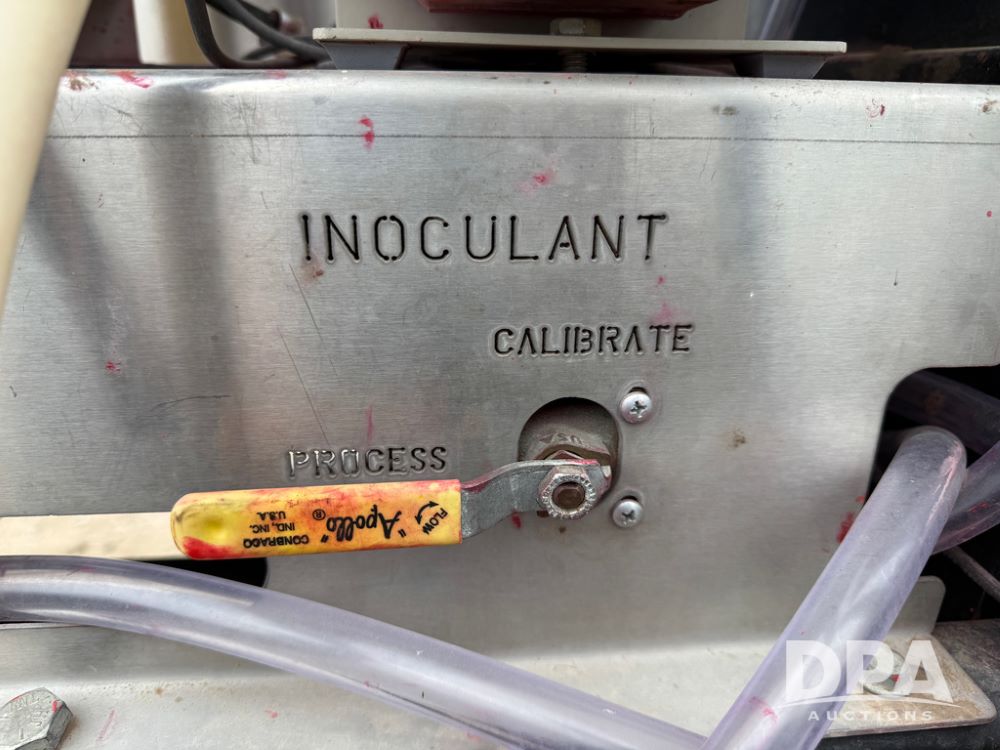 INOCULANT
CALIBRATE
PROCESS
FLOW
"Apollo"®
CONBRACO
IND., INC.
U.S.A.
DPA
AUCTIONS